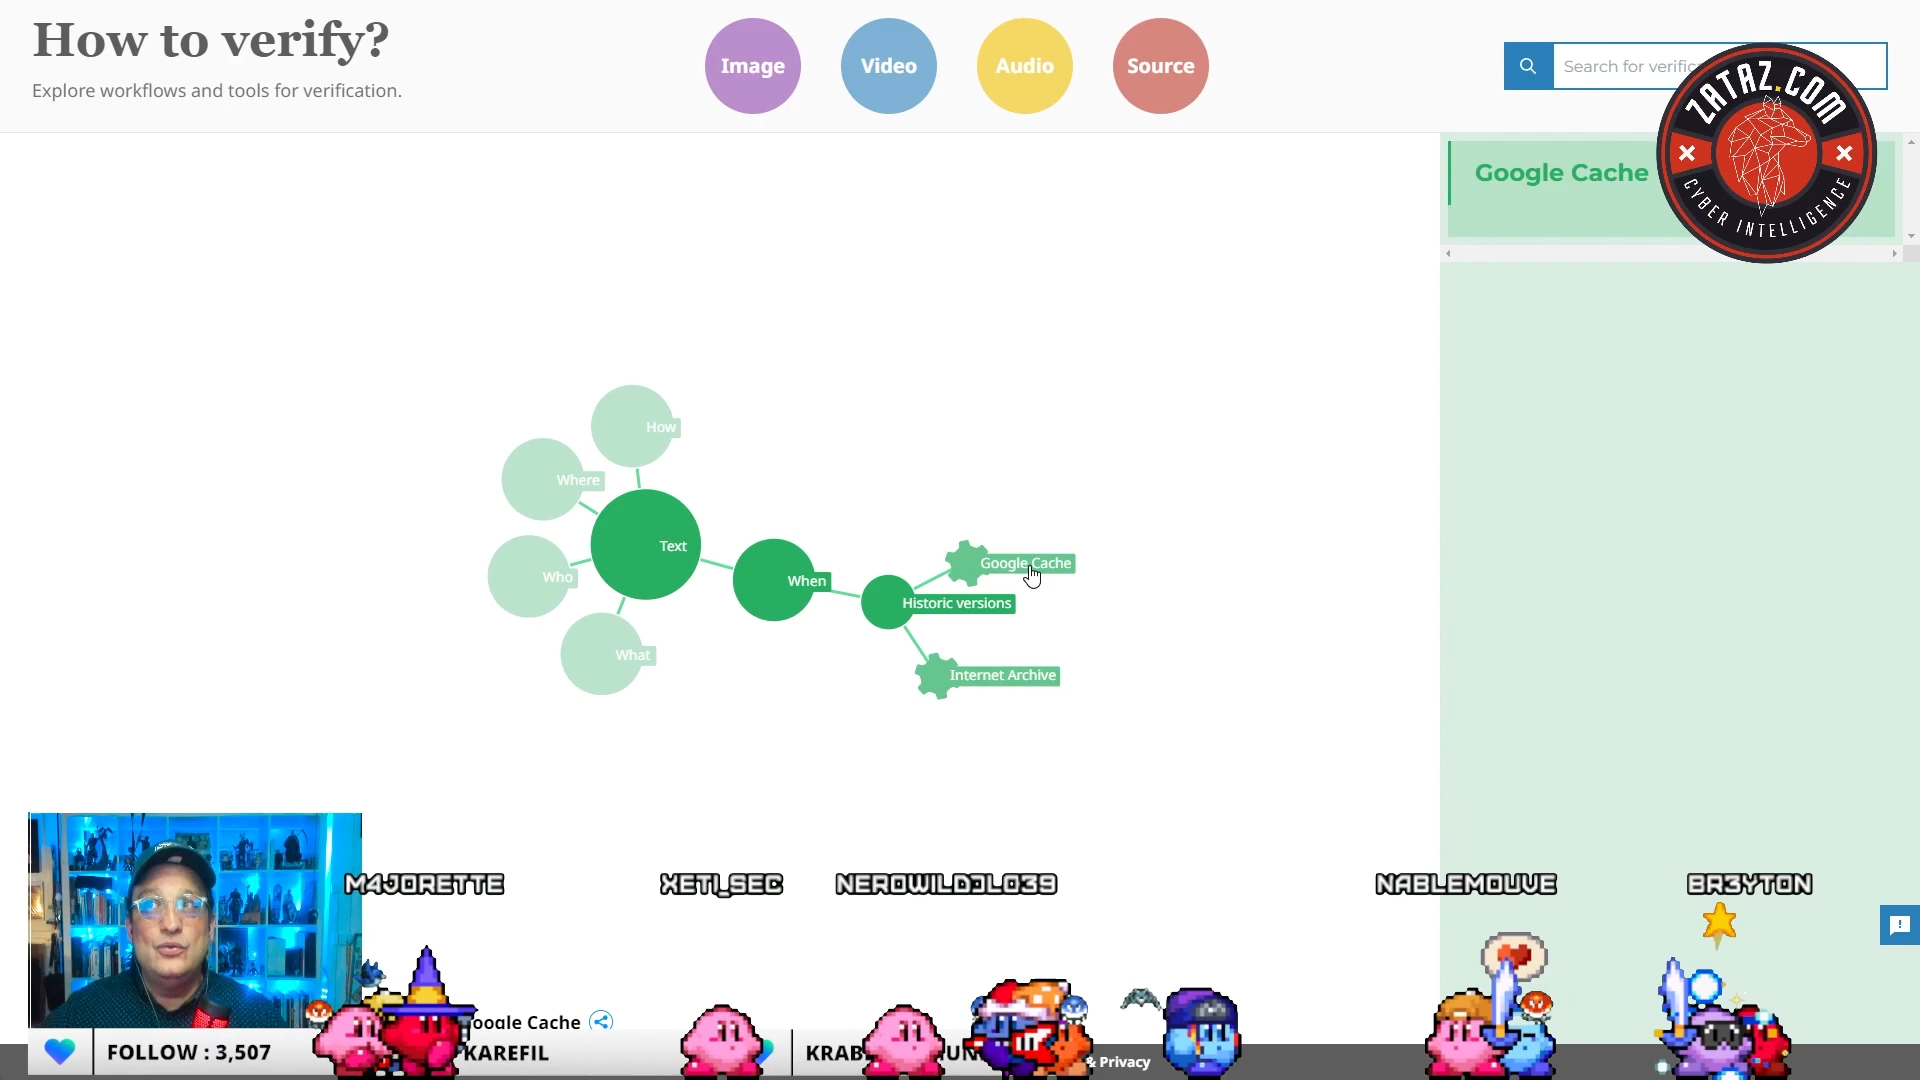 How to verify?
Explore workflows and tools for verification.
Image
Video
Audio
Source
Search for verific
ZATAZ.COM
CYBER INTELLIGENCE
Google Cache
How
Where
Text
Who
When
What
Google Cache
Historic versions
Internet Archive
M4JORETTE
XETI_SEC
NABLEMOUVE
BR3YTON
oogle Cache
FOLLOW : 3,507
KAREFIL
KRAB
UN
& Privacy